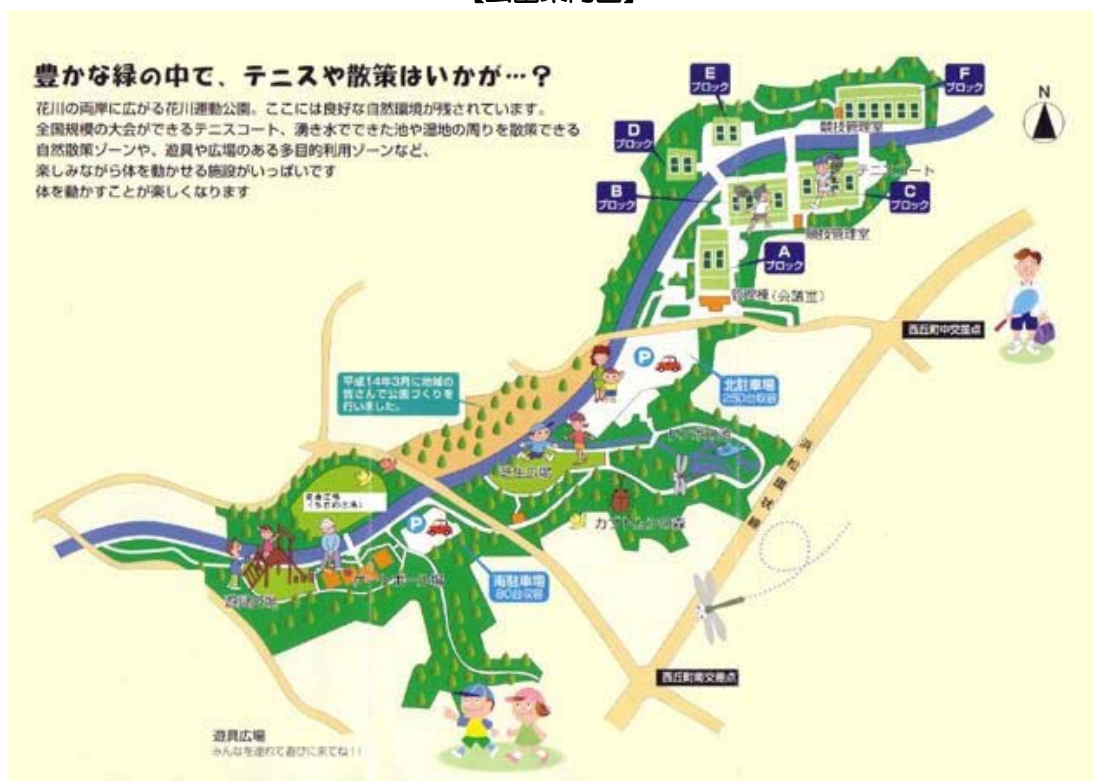 豊かな緑の中で、テニスや散策はいかが…?
花川の両岸に広がる花川運動公園。ここには良好な自然環境が残されています。
全国規模の大会ができるテニスコート、湧き水でできた池や湿地の周りを散策できる
自然散策ゾーンや、遊具や広場のある多目的利用ゾーンなど、
楽しみながら体を動かせる施設がいっぱいです
体を動かすことが楽しくなります
N
E
ブロック
F
ブロック
競技管理室
D
ブロック
テニスコート
B
ブロック
C
ブロック
競技管理室
A
ブロック
管理棟(会議室)
西丘町中交差点
P
北駐車場
250台収容
平成14年3月に地域の
皆さんで公園づくりを
行いました。
トンボの池
芝生広場
浜松環状線
カブトムシの森
P
南駐車場
80台収容
ゲートボール場
西丘町南交差点
遊具広場
みんなを連れて遊びに来てね!!